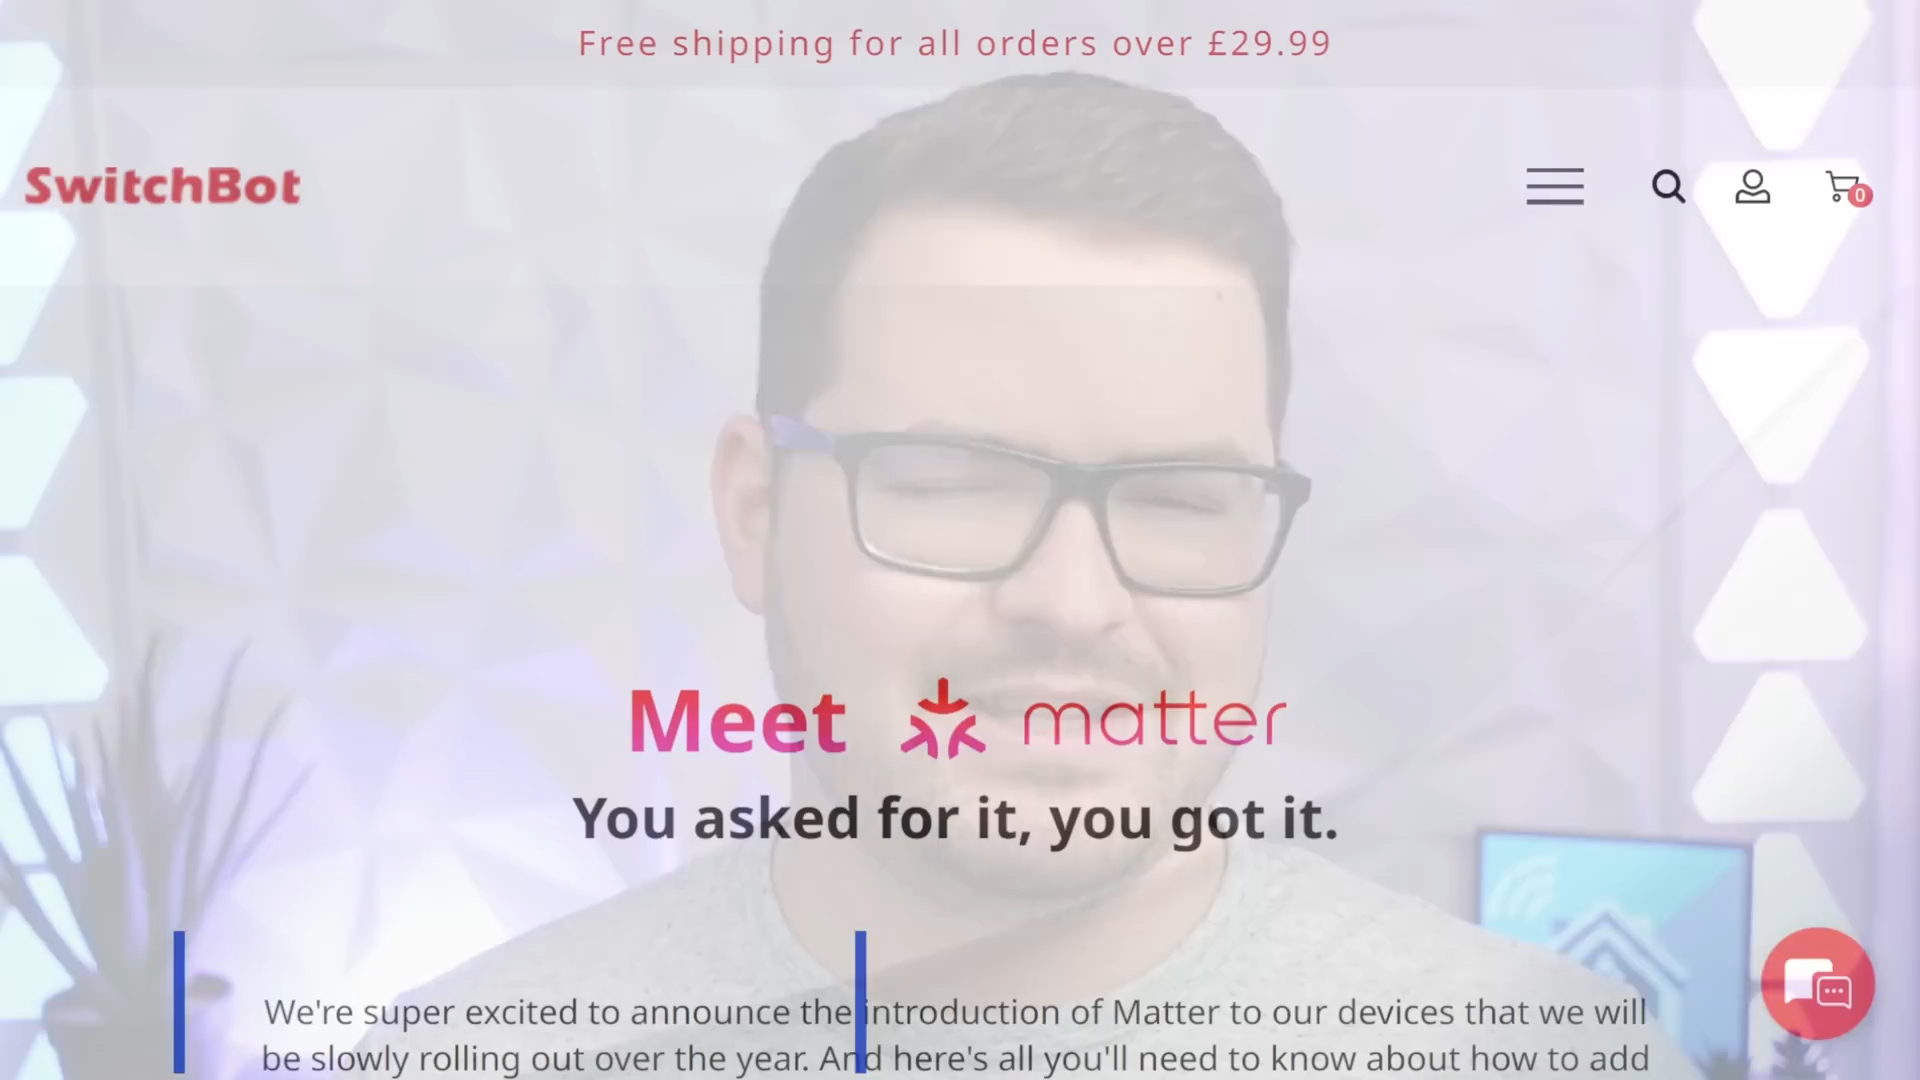 Free shipping for all orders over £29.99
SwitchBot
0
Meet matter
You asked for it, you got it.
We're super excited to announce the introduction of Matter to our devices that we will
be slowly rolling out over the year. And here's all you'll need to know about how to add